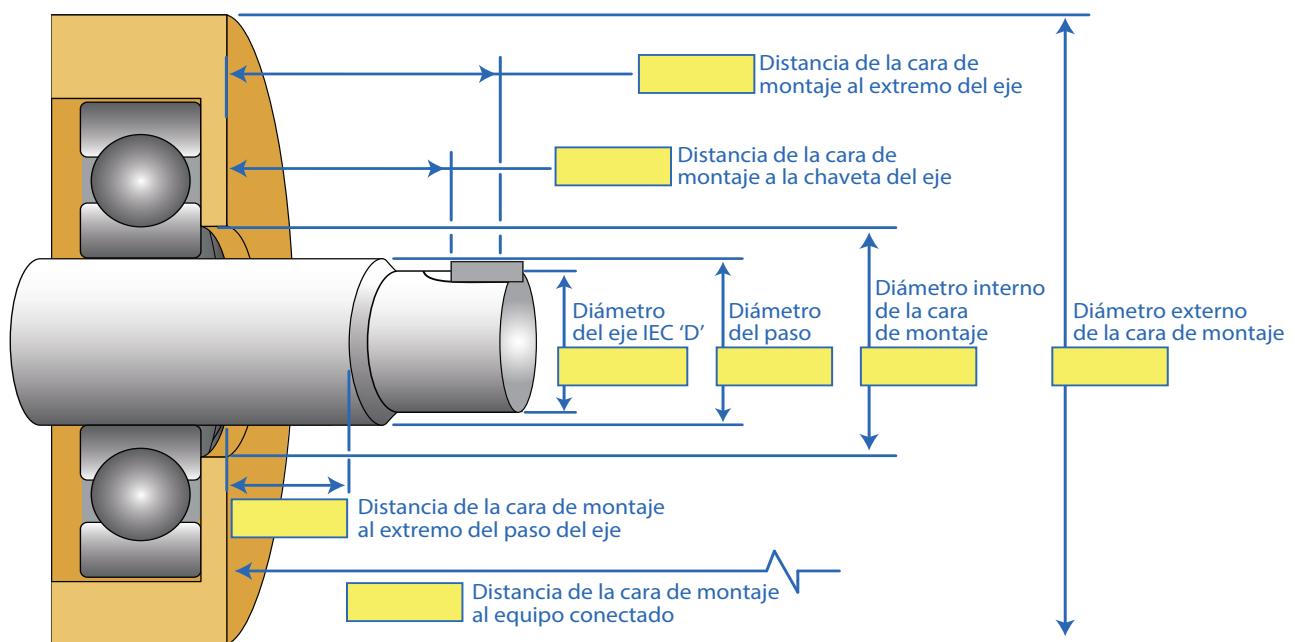 Distancia de la cara de
montaje al extremo del eje
Distancia de la cara de
montaje a la chaveta del eje
Diámetro
del eje IEC ‘D’
Diámetro
del paso
Diámetro interno
de la cara
de montaje
Diámetro externo
de la cara de montaje
Distancia de la cara de montaje
al extremo del paso del eje
Distancia de la cara de montaje
al equipo conectado